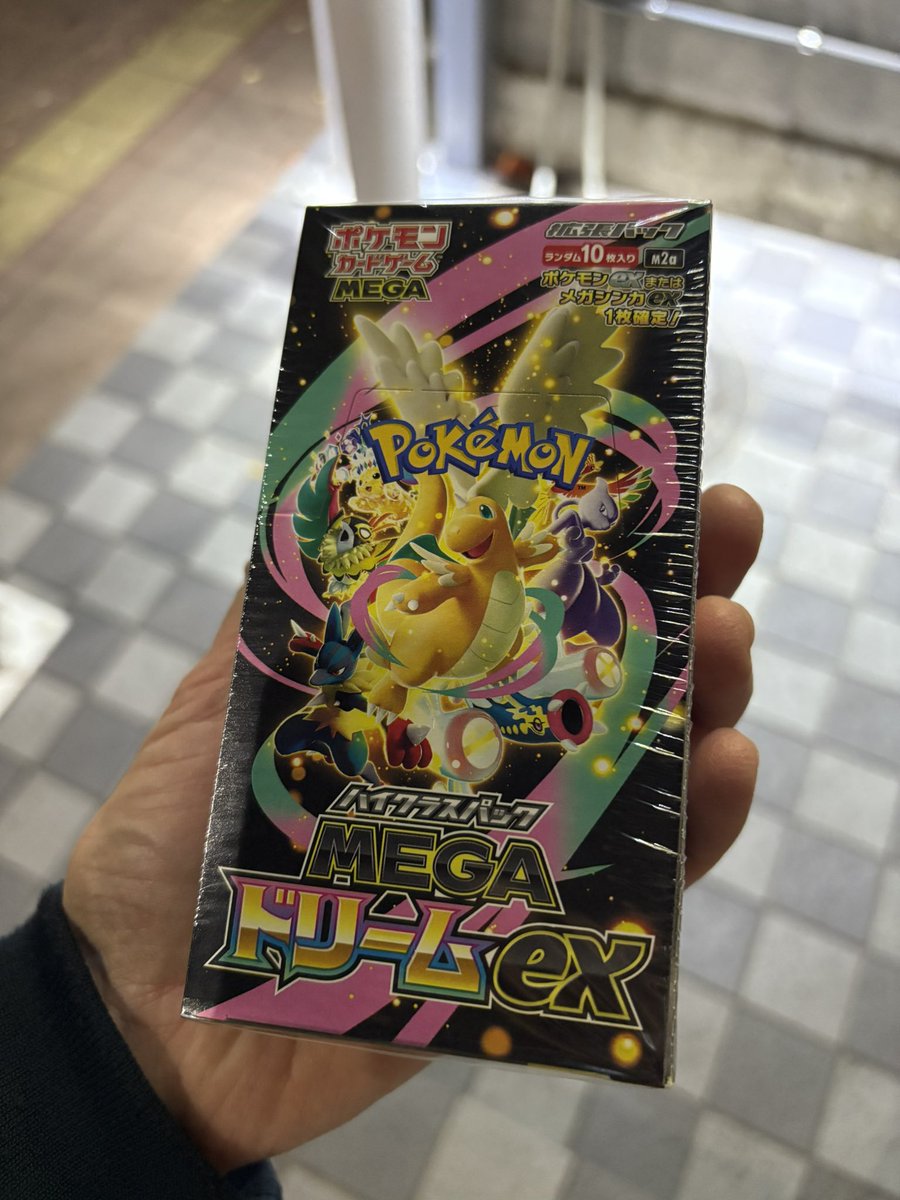 ポケモン
カードゲーム
MEGA
拡張パック
ランダム10枚入り M2a
ポケモンexまたは
メガシンカex
1枚確定!
POKéMON
TM
ハイクラスパック
MEGA
ドリームex